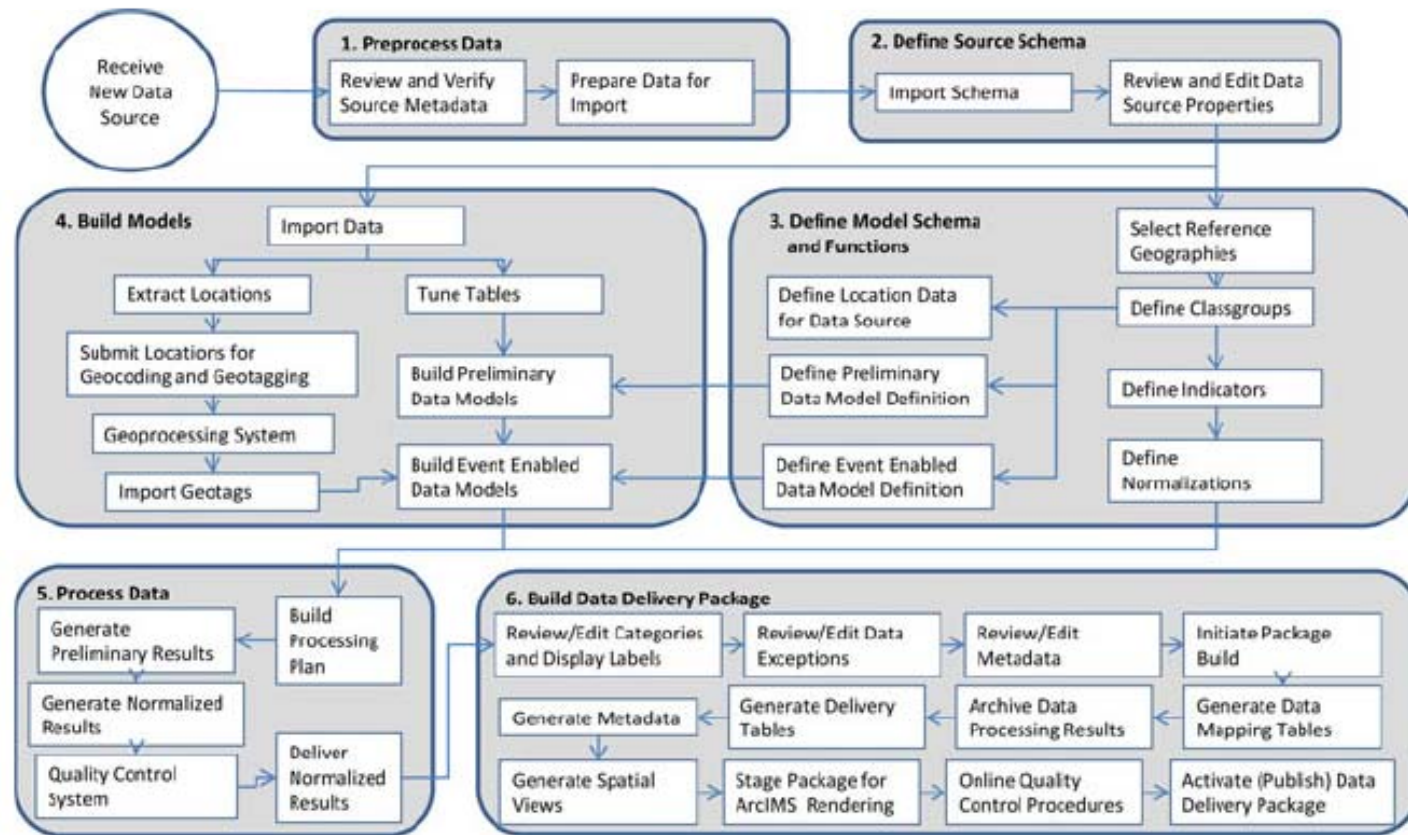 Receive
New Data
Source
1. Preprocess Data
Review and Verify
Source Metadata
Prepare Data for
Import
2. Define Source Schema
Import Schema
Review and Edit Data
Source Properties
4. Build Models
Import Data
Extract Locations
Tune Tables
Submit Locations for
Geocoding and Geotagging
Build Preliminary
Data Models
Geoprocessing System
Import Geotags
Build Event Enabled
Data Models
3. Define Model Schema
and Functions
Select Reference
Geographies
Define Location Data
for Data Source
Define Classgroups
Define Preliminary
Data Model Definition
Define Indicators
Define Event Enabled
Data Model Definition
Define
Normalizations
5. Process Data
Generate
Preliminary Results
Build
Processing
Plan
Generate Normalized
Results
Quality Control
System
Deliver
Normalized
Results
6. Build Data Delivery Package
Review/Edit Categories
and Display Labels
Review/Edit Data
Exceptions
Review/Edit
Metadata
Initiate Package
Build
Generate Metadata
Generate Delivery
Tables
Archive Data
Processing Results
Generate Data
Mapping Tables
Generate Spatial
Views
Stage Package for
ArcIMS Rendering
Online Quality
Control Procedures
Activate (Publish) Data
Delivery Package